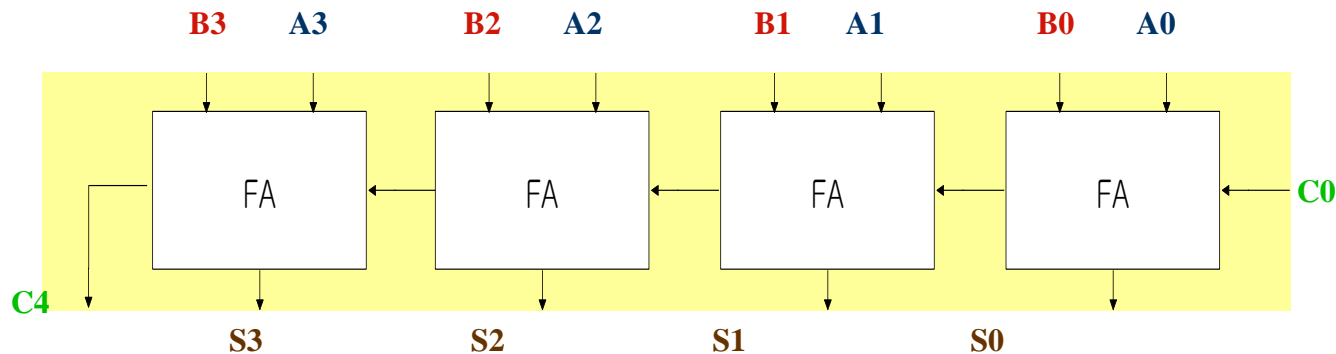 B3 A3 B2 A2 B1 A1 B0 A0
FA FA FA FA
C0
C4
S3 S2 S1 S0